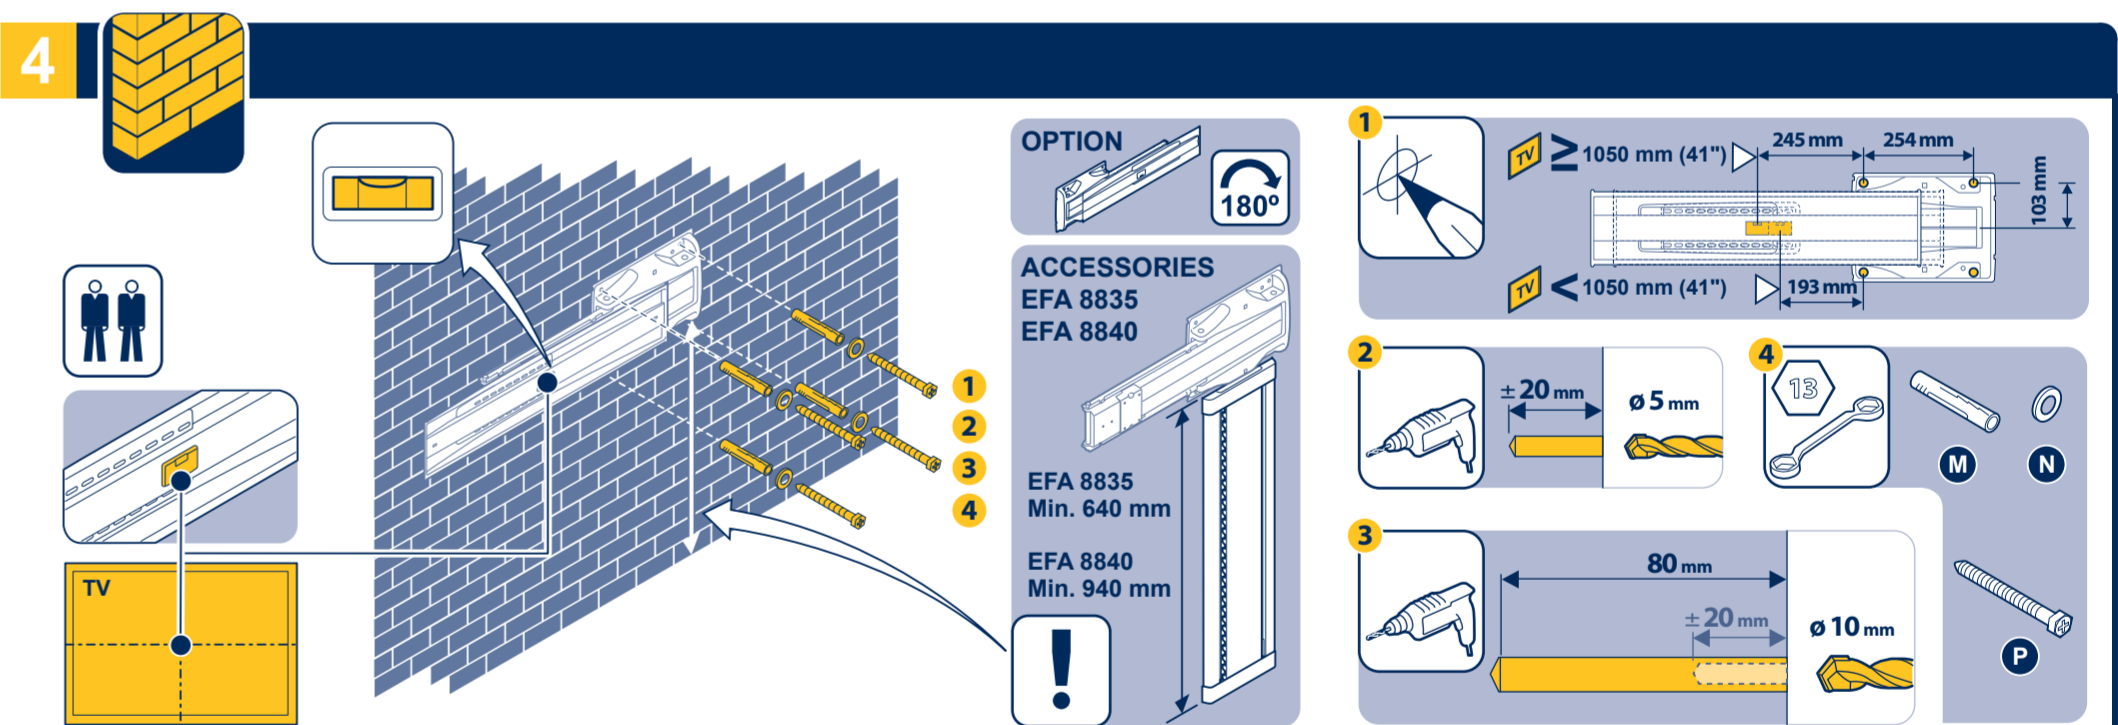 4
TV
1
2
3
4
OPTION
180º
ACCESSORIES
EFA 8835
EFA 8840
EFA 8835
Min. 640 mm
EFA 8840
Min. 940 mm
!
1
TV ≥ 1050 mm (41")
245 mm
254 mm
103 mm
TV < 1050 mm (41")
193 mm
2
± 20 mm
ø 5 mm
3
80 mm
± 20 mm
ø 10 mm
4
13
M
N
P